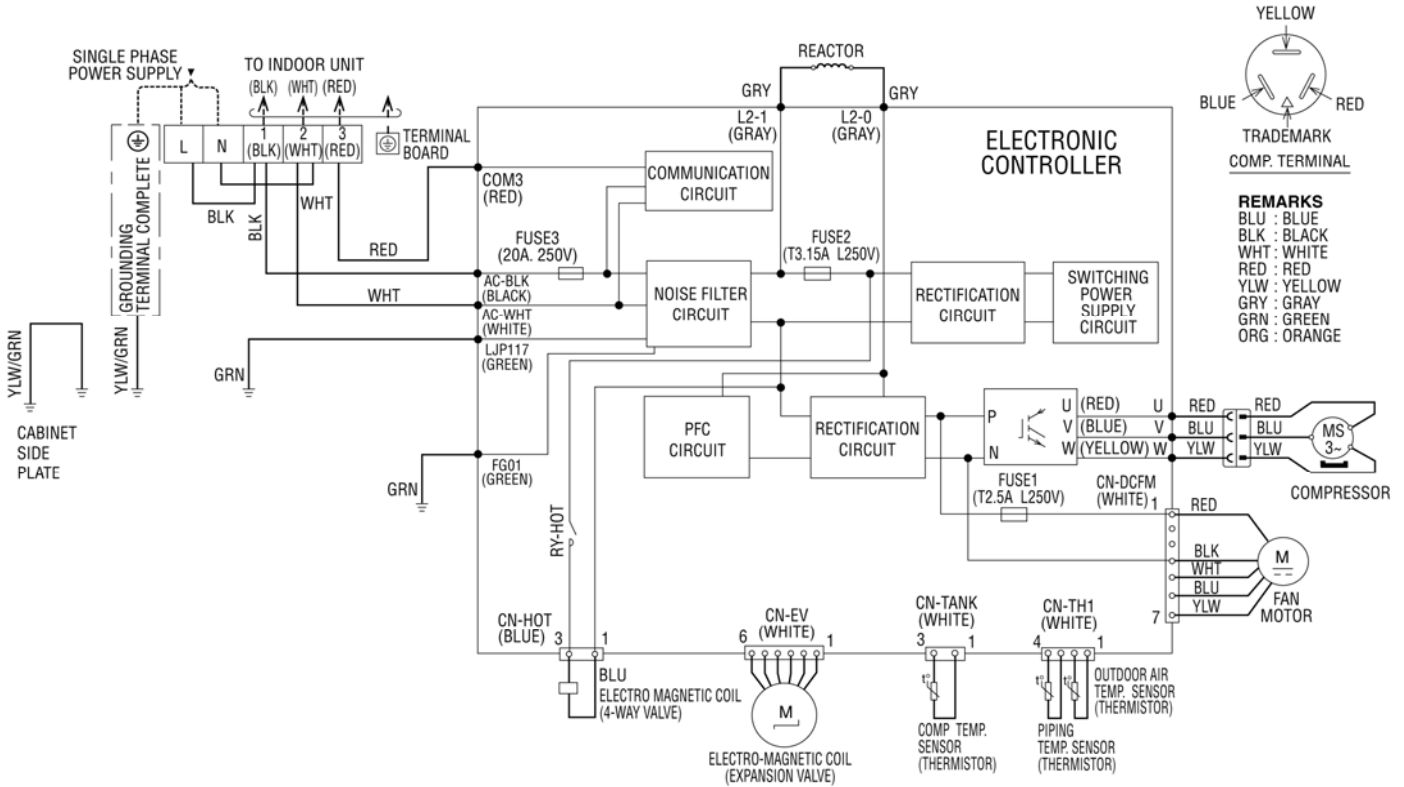 SINGLE PHASE
POWER SUPPLY
TO INDOOR UNIT
(BLK) (WHT) (RED)
L N
1
(BLK)
2
(WHT)
3
(RED)
TERMINAL
BOARD
GROUNDING
TERMINAL COMPLETE
BLK
BLK
WHT
RED
WHT
YLW/GRN
YLW/GRN
CABINET
SIDE
PLATE
GRN
GRN
REACTOR
GRY
GRY
L2-1
(GRAY)
L2-0
(GRAY)
ELECTRONIC
CONTROLLER
COM3
(RED)
COMMUNICATION
CIRCUIT
FUSE3
(20A. 250V)
FUSE2
(T3.15A L250V)
AC-BLK
(BLACK)
AC-WHT
(WHITE)
LJP117
(GREEN)
FG01
(GREEN)
NOISE FILTER
CIRCUIT
RECTIFICATION
CIRCUIT
SWITCHING
POWER
SUPPLY
CIRCUIT
PFC
CIRCUIT
RECTIFICATION
CIRCUIT
P
N
U (RED) U
V (BLUE) V
W (YELLOW) W
RED
BLU
YLW
RED
BLU
YLW
MS
3~
COMPRESSOR
FUSE1
(T2.5A L250V)
CN-DCFM
(WHITE)
1
7
RED
BLK
WHT
BLU
YLW
M
FAN
MOTOR
RY-HOT
CN-HOT
(BLUE)
3 1
BLU
ELECTRO MAGNETIC COIL
(4-WAY VALVE)
CN-EV
(WHITE)
6 1
M
ELECTRO-MAGNETIC COIL
(EXPANSION VALVE)
CN-TANK
(WHITE)
3 1
t°
COMP TEMP.
SENSOR
(THERMISTOR)
CN-TH1
(WHITE)
4 1
t° t°
PIPING
TEMP. SENSOR
(THERMISTOR)
OUTDOOR AIR
TEMP. SENSOR
(THERMISTOR)
YELLOW
BLUE
RED
TRADEMARK
COMP. TERMINAL
REMARKS
BLU : BLUE
BLK : BLACK
WHT : WHITE
RED : RED
YLW : YELLOW
GRY : GRAY
GRN : GREEN
ORG : ORANGE